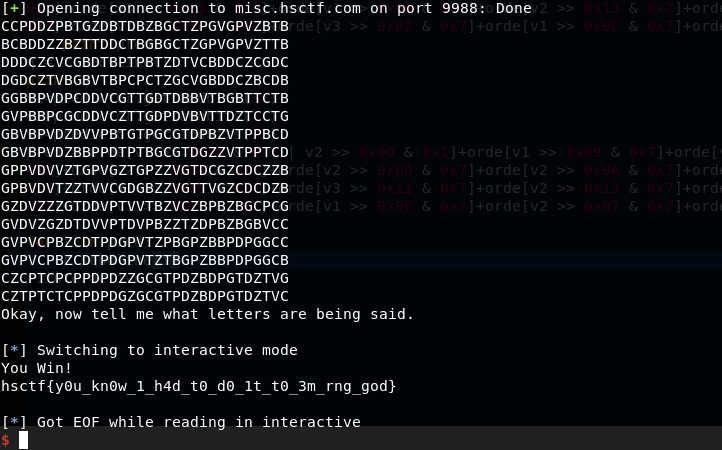 [+] Opening connection to misc.hsctf.com on port 9988: Done
CCPDDZPBTGZDBTDBZBGCTZPGVGPVZBTB
BCBDDZZBZTTDDCTBGBGCTZGPVGPVZTTB
DDDCZCVCGBDTBPTPBTZDTVCBDDCZCGDC
DGDCZTVBGBVTBPCPCTZGCVGBDDCZBCDB
GGBBPVDPCDDVCGTTGDTDBBVTBGBTTCTB
GVPBBPCGCDDVCZTTGDPDVBVTTDZTCCTG
GBVBPVDZDVVPBTGTPGCGTDPBZVTPPBCD
GBVBPVDZBBPPDTPTBGCGTDGZZVTPPTCD
GPPVDVVZTGPVGZTGPZZVGTDCGZCDCZZB
GPBVDVTZZTVVCGDGBZZVGTTVGZCDCDZB
GZDVZZZGTDDVPTVVTBZVCZBPBZBGCPCG
GVDVZGZDTDVVPTDVPBZZTZDPBZBGBVCC
GVPVCPBZCDTPDGPVTZPBGPZBBPDPGGCC
GVPVCPBZCDTPDGPVTZTBGPZBBPDPGGCB
CZCPTCPCPPDPDZZGCGTPDZBDPGTDZTVG
CZTPTCTCPPDPDGZGCGTPDZBDPGTDZTVC
Okay, now tell me what letters are being said.
[*] Switching to interactive mode
You Win!
hsctf{y0u_kn0w_1_h4d_t0_d0_1t_t0_3m_rng_god}
[*] Got EOF while reading in interactive
$